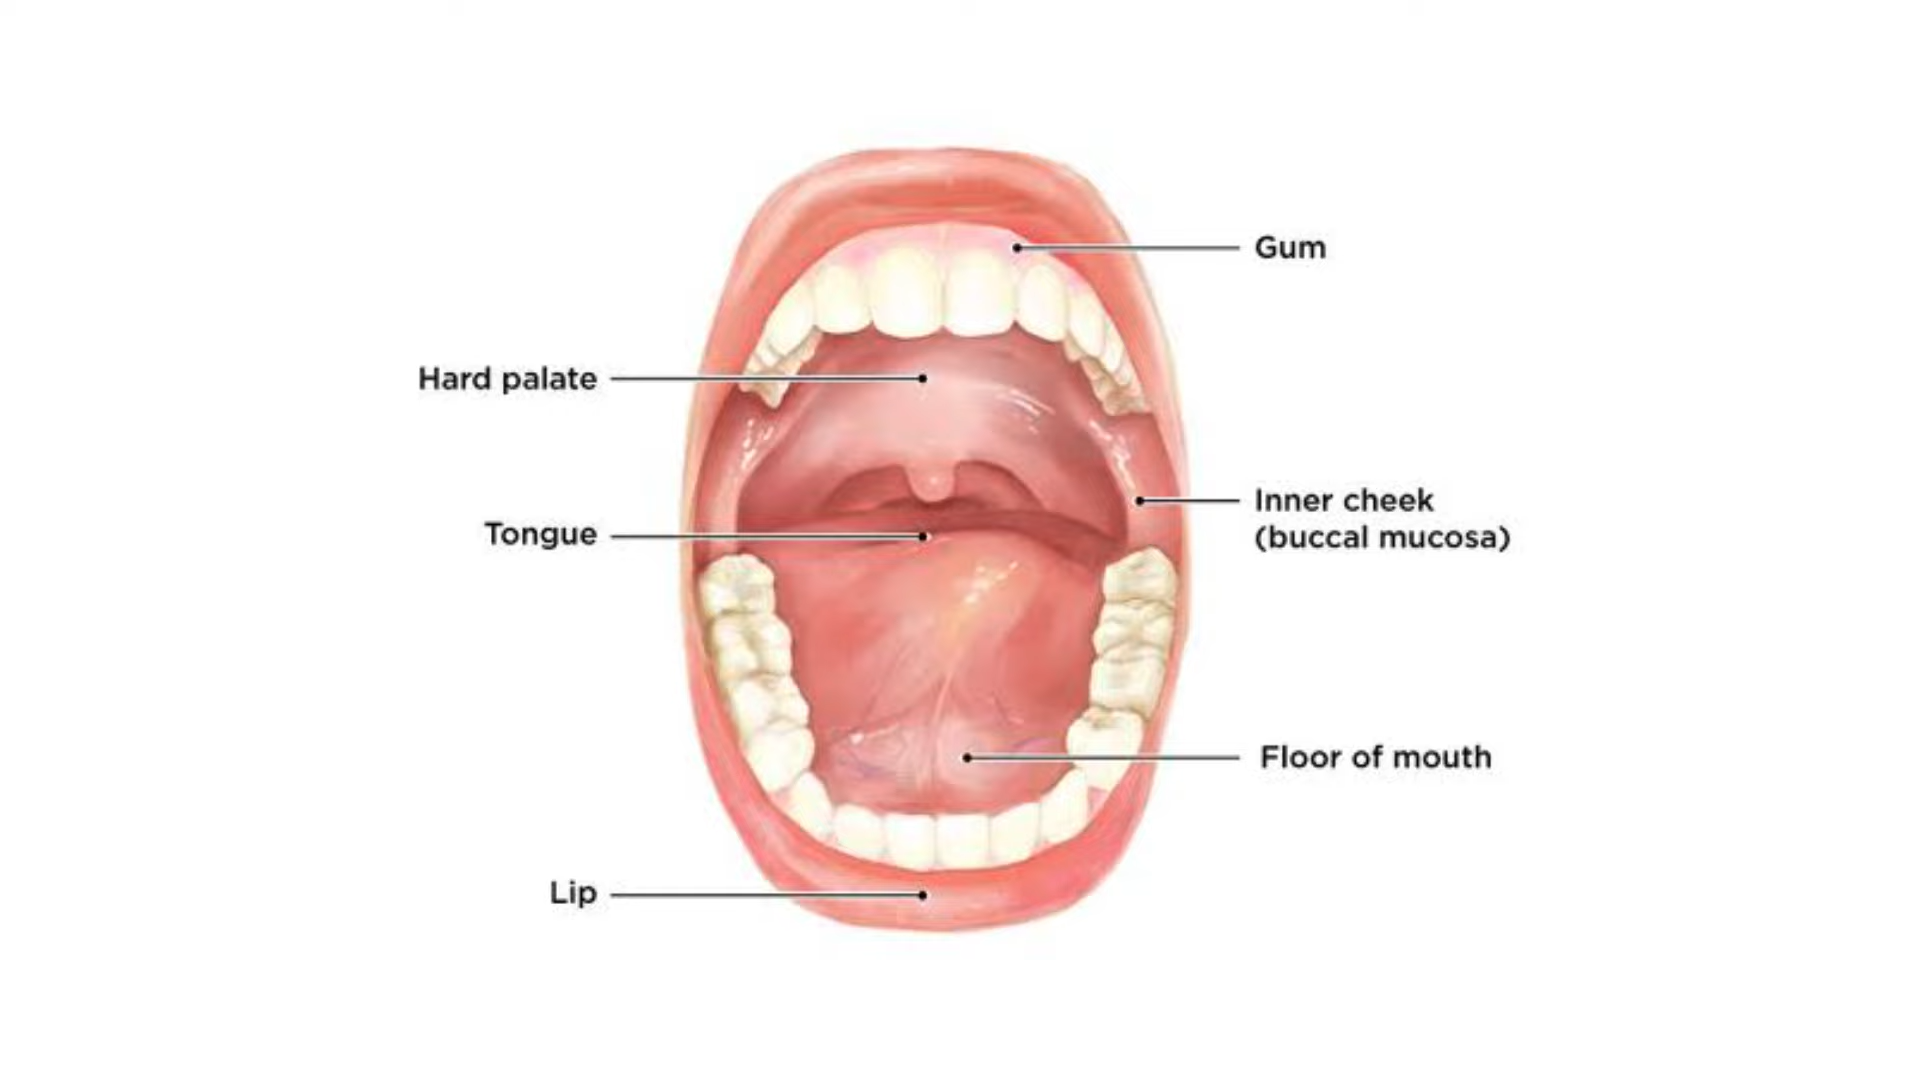 Gum
Hard palate
Inner cheek
(buccal mucosa)
Tongue
Floor of mouth
Lip